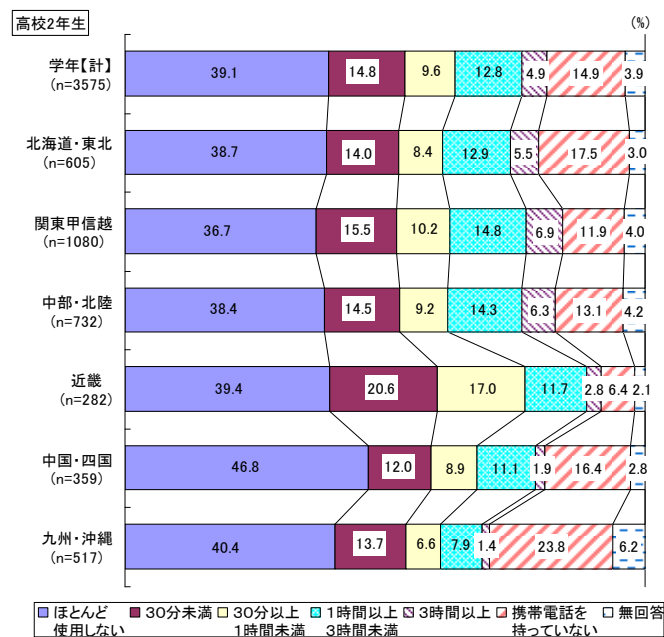 高校2年生
(%)
学年【計】
(n=3575)
39.1 14.8 9.6 12.8 4.9 14.9 3.9
北海道・東北
(n=605)
38.7 14.0 8.4 12.9 5.5 17.5 3.0
関東甲信越
(n=1080)
36.7 15.5 10.2 14.8 6.9 11.9 4.0
中部・北陸
(n=732)
38.4 14.5 9.2 14.3 6.3 13.1 4.2
近畿
(n=282)
39.4 20.6 17.0 11.7 2.8 6.4 2.1
中国・四国
(n=359)
46.8 12.0 8.9 11.1 1.9 16.4 2.8
九州・沖縄
(n=517)
40.4 13.7 6.6 7.9 1.4 23.8 6.2
ほとんど
使用しない
30分未満
30分以上
1時間未満
1時間以上
3時間未満
3時間以上
携帯電話を
持っていない
無回答